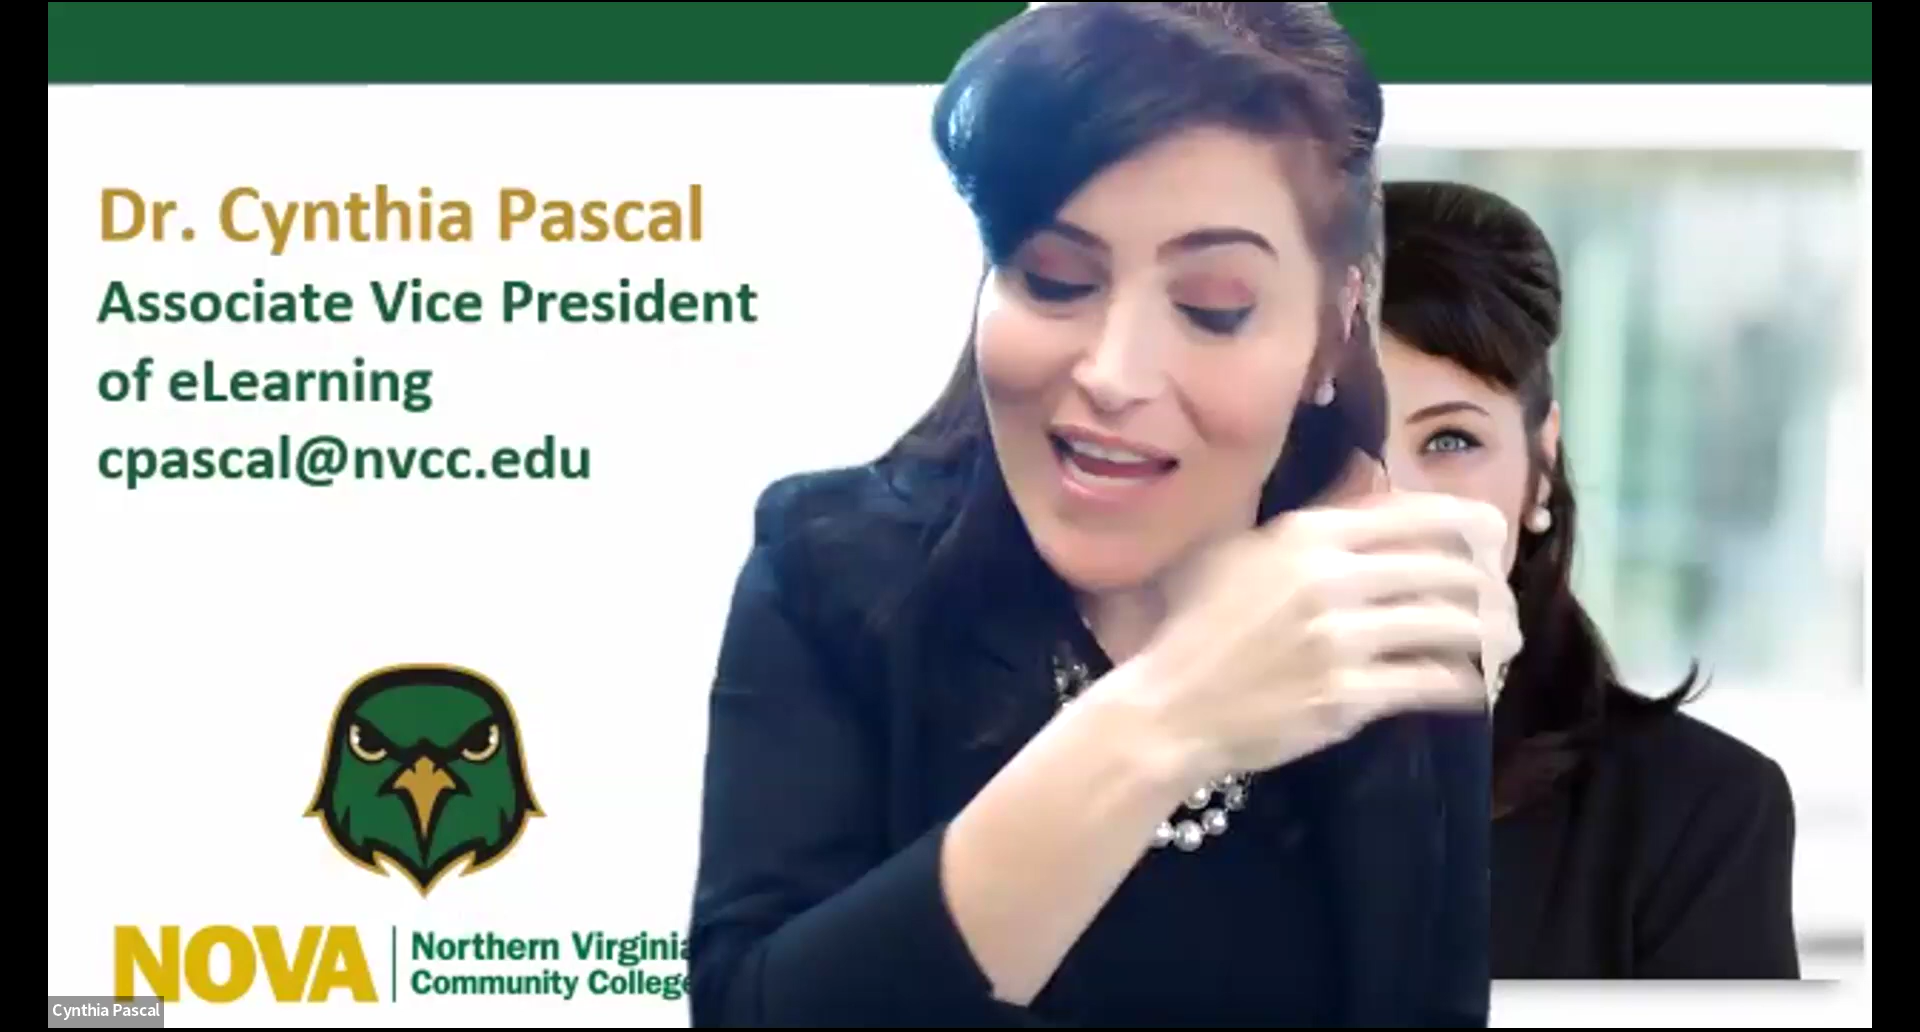 Dr. Cynthia Pascal
Associate Vice President
of eLearning
cpascal@nvcc.edu
NOVA
Northern Virginia
Community College
Cynthia Pascal